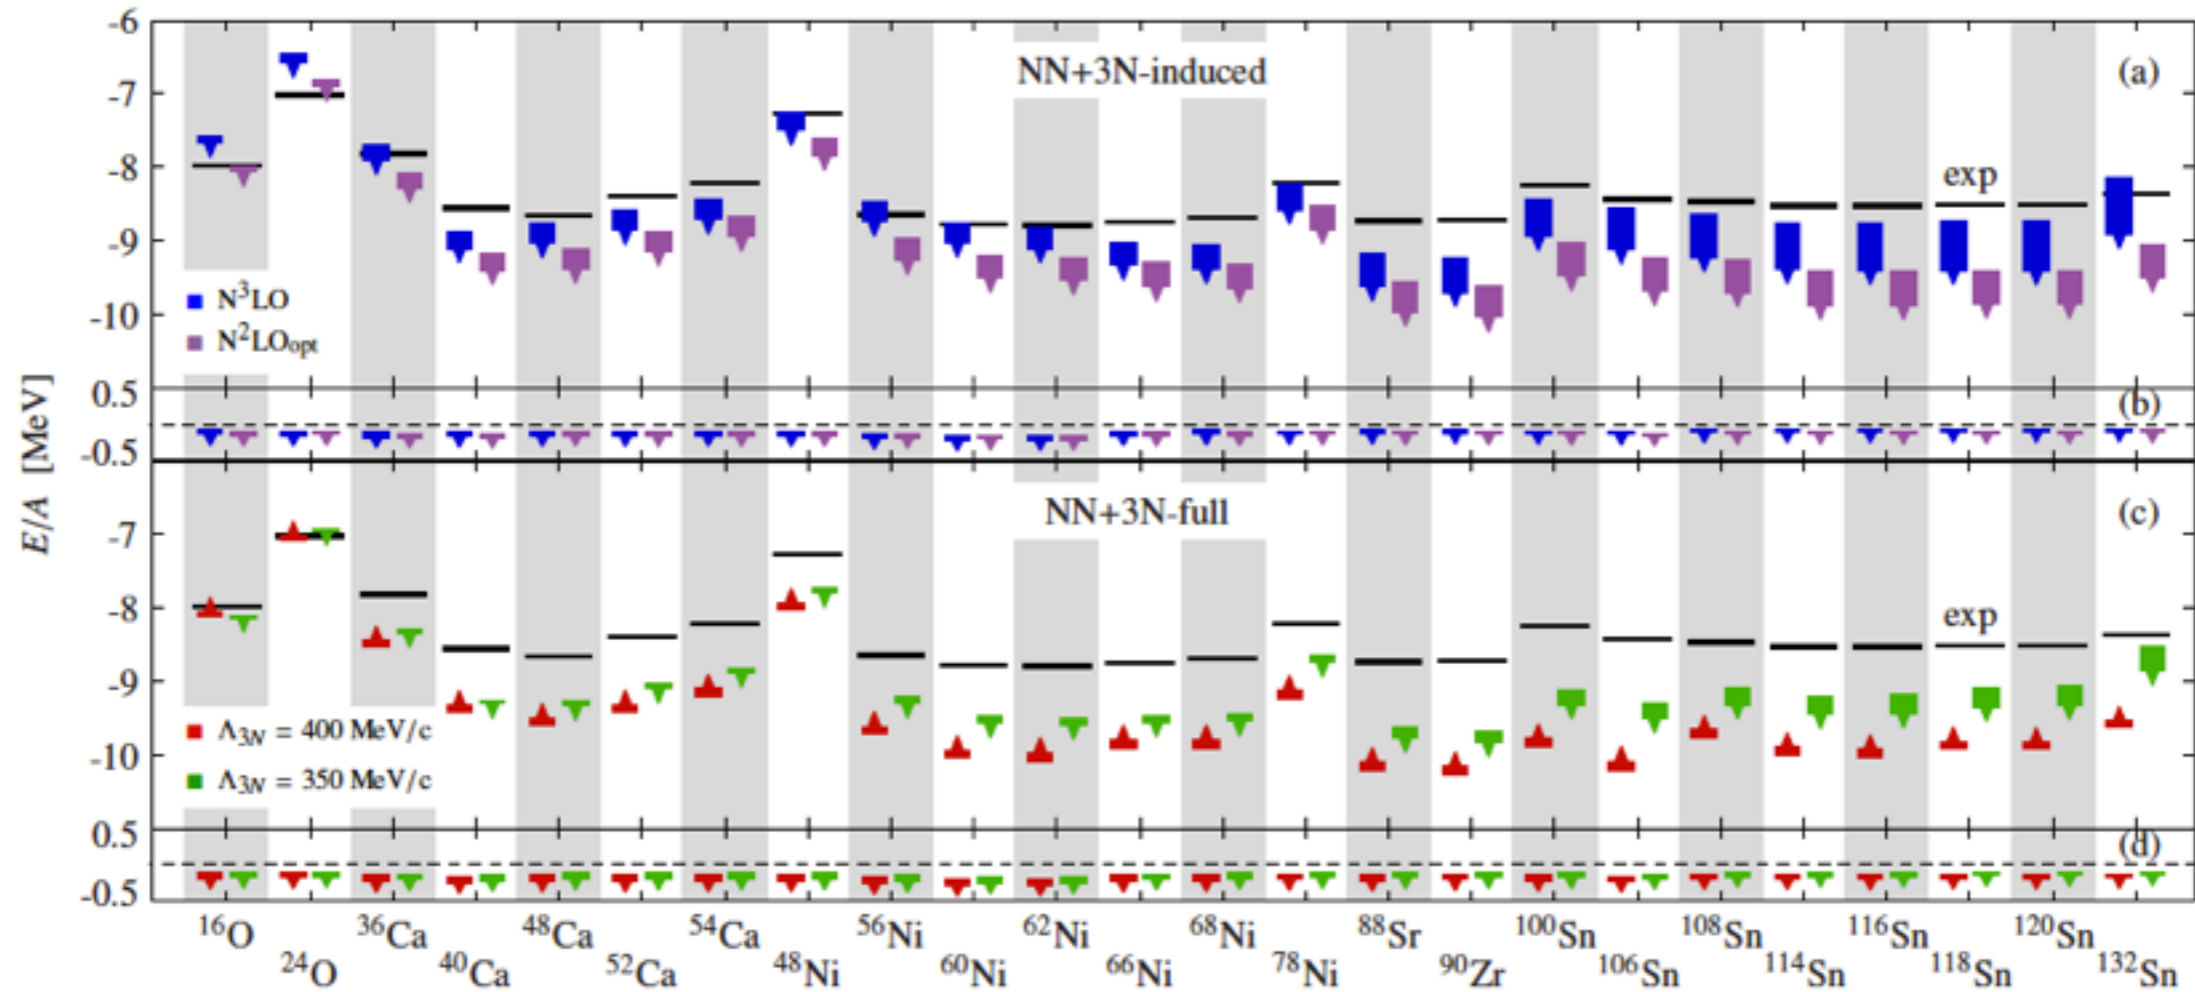 -6
NN+3N-induced
(a)
-7
-8
exp
-9
N³LO
-10
N²LOopt
0.5
(b)
-0.5
E/A [MeV]
NN+3N-full
(c)
-7
-8
exp
-9
Λ3N = 400 MeV/c
-10
Λ3N = 350 MeV/c
0.5
(d)
-0.5
¹⁶O ³⁶Ca ⁴⁸Ca ⁵⁴Ca ⁵⁶Ni ⁶²Ni ⁶⁸Ni ⁸⁸Sr ¹⁰⁰Sn ¹⁰⁸Sn ¹¹⁶Sn ¹²⁰Sn
²⁴O ⁴⁰Ca ⁵²Ca ⁴⁸Ni ⁶⁰Ni ⁶⁶Ni ⁷⁸Ni ⁹⁰Zr ¹⁰⁶Sn ¹¹⁴Sn ¹¹⁸Sn ¹³²Sn